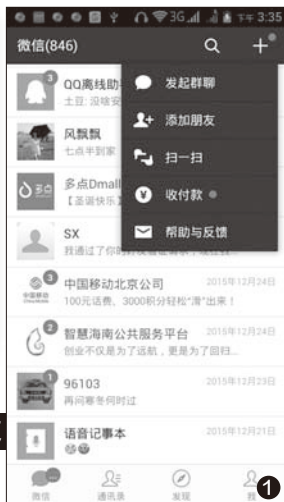 3G 下午 3:35
微信(846)
发起群聊
添加朋友
扫一扫
收付款
帮助与反馈
3
QQ离线助
土豆: 没啥安
风飘飘
七点半到家
多点Dmall
【圣诞快乐】
SX
我通过了你的
3
中国移动北京公司 2015年12月24日
100元话费、3000积分轻松“滑”出来！
2
智慧海南公共服务平台 2015年12月24日
创业不仅是为了远航，更是为了回归...
1
96103 2015年12月23日
再问寒冬何时过
语音记事本 2015年12月21日
微信 通讯录 发现 我
1